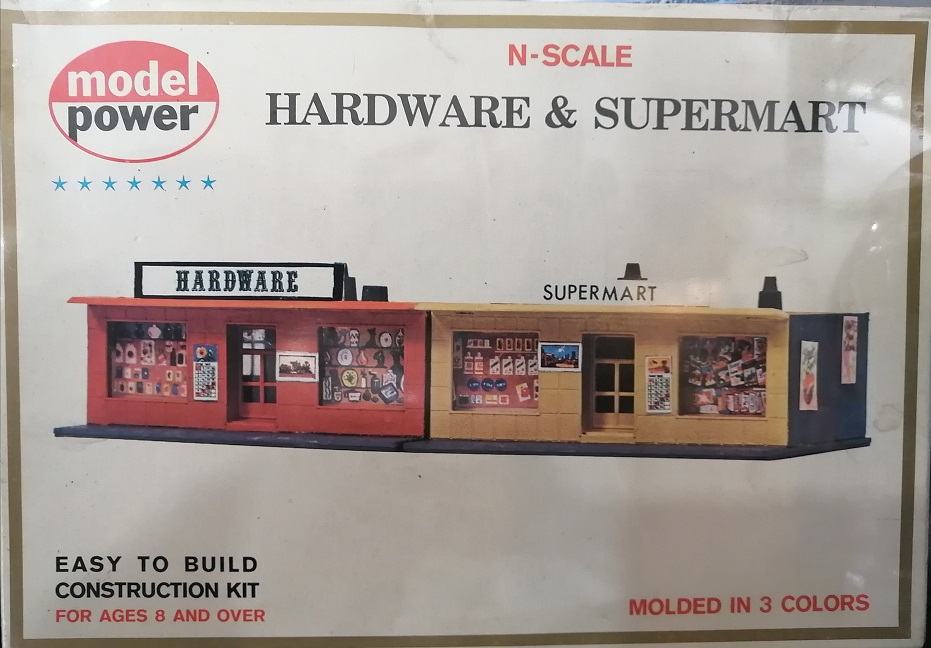 model
power
N-SCALE
HARDWARE & SUPERMART
HARDWARE
SUPERMART
EASY TO BUILD
CONSTRUCTION KIT
FOR AGES 8 AND OVER
MOLDED IN 3 COLORS